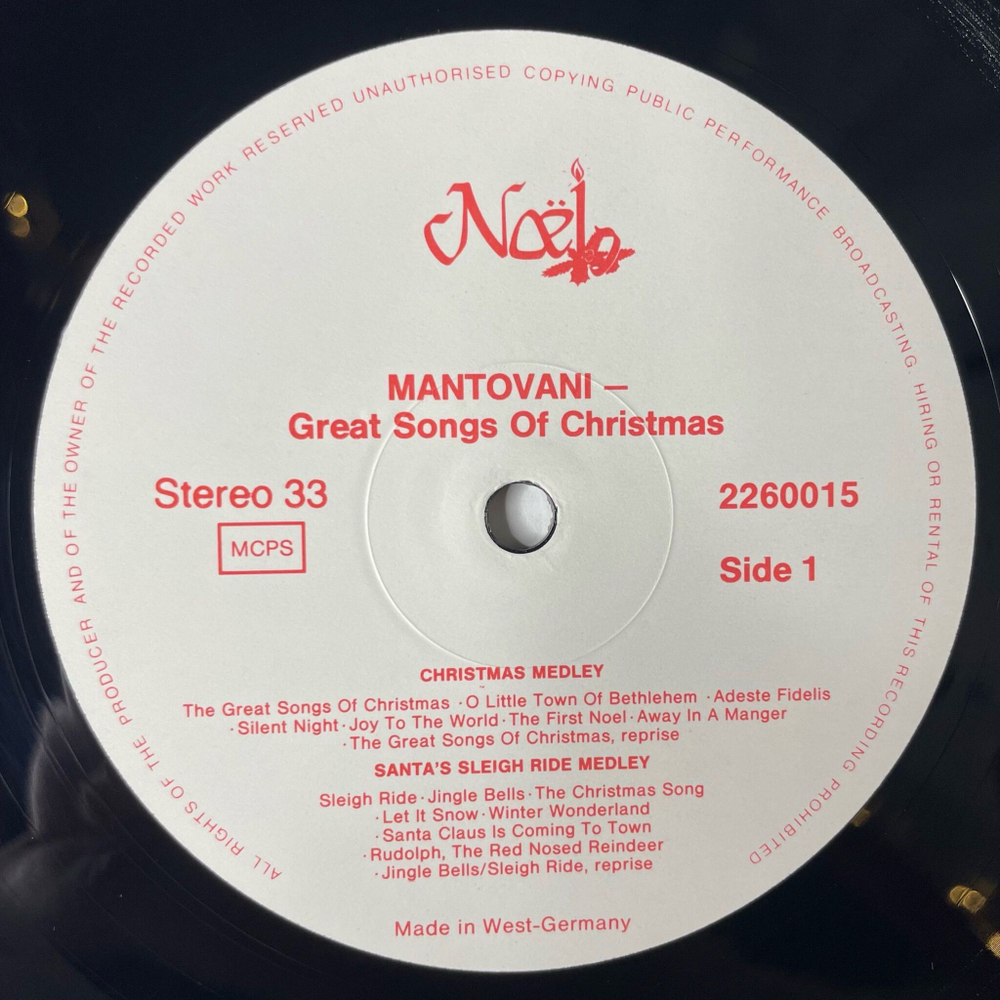 ALL RIGHTS OF THE PRODUCER AND OF THE OWNER OF THE RECORDED WORK RESERVED UNAUTHORISED COPYING PUBLIC PERFORMANCE BROADCASTING, HIRING OR RENTAL OF THIS RECORDING PROHIBITED
Noël
MANTOVANI –
Great Songs Of Christmas
Stereo 33
2260015
MCPS
Side 1
CHRISTMAS MEDLEY
The Great Songs Of Christmas · O Little Town Of Bethlehem · Adeste Fidelis
· Silent Night · Joy To The World · The First Noel · Away In A Manger
· The Great Songs Of Christmas, reprise
SANTA'S SLEIGH RIDE MEDLEY
Sleigh Ride · Jingle Bells · The Christmas Song
· Let It Snow · Winter Wonderland
· Santa Claus Is Coming To Town
· Rudolph, The Red Nosed Reindeer
· Jingle Bells/Sleigh Ride, reprise
Made in West-Germany